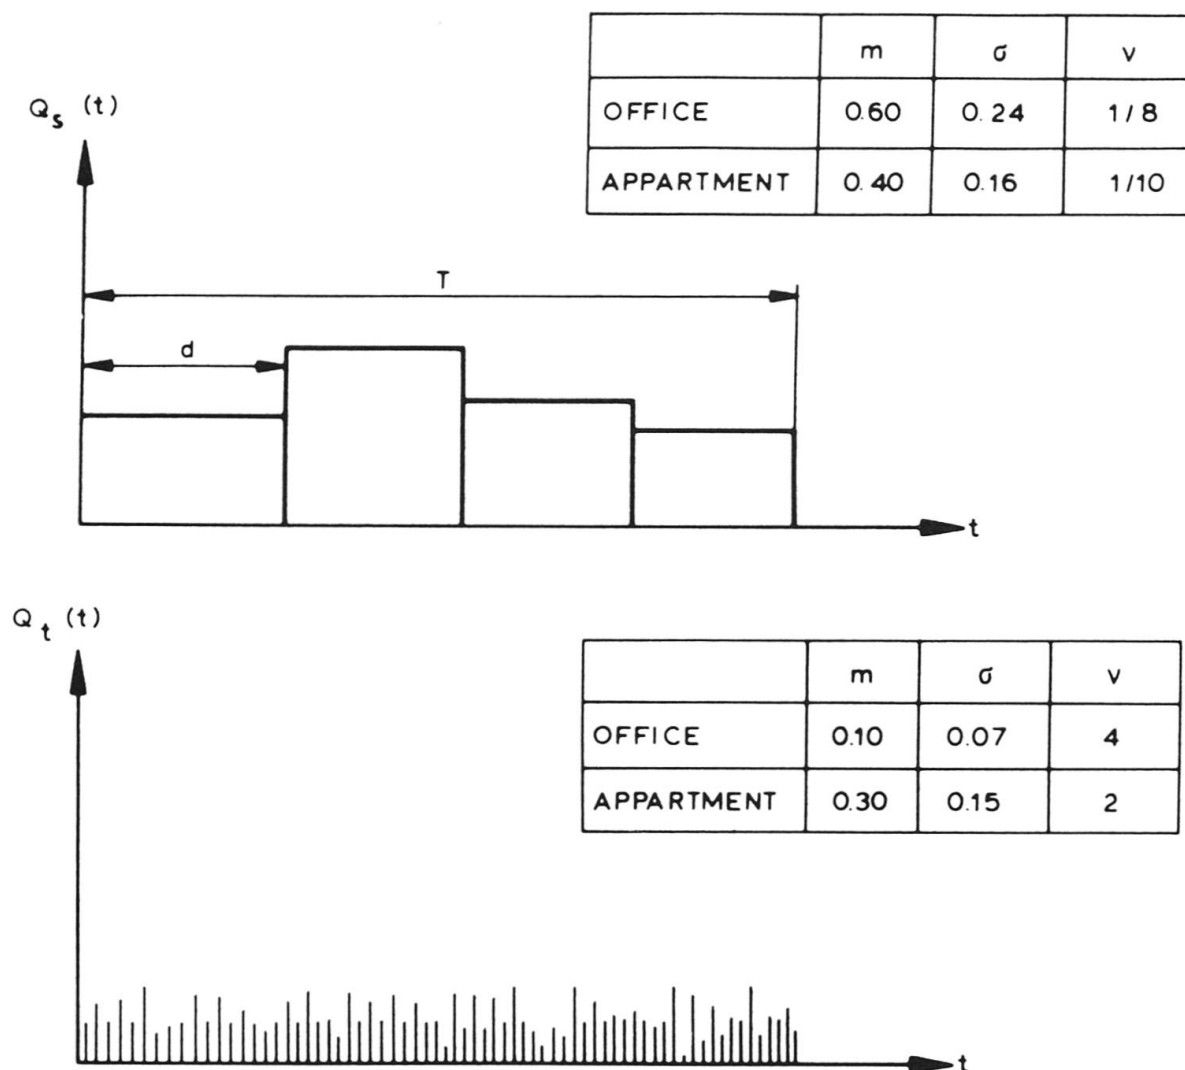 m σ ν
OFFICE 0.60 0.24 1/8
APPARTMENT 0.40 0.16 1/10
Qs (t)
T
d
t
Qt (t)
m σ ν
OFFICE 0.10 0.07 4
APPARTMENT 0.30 0.15 2
t